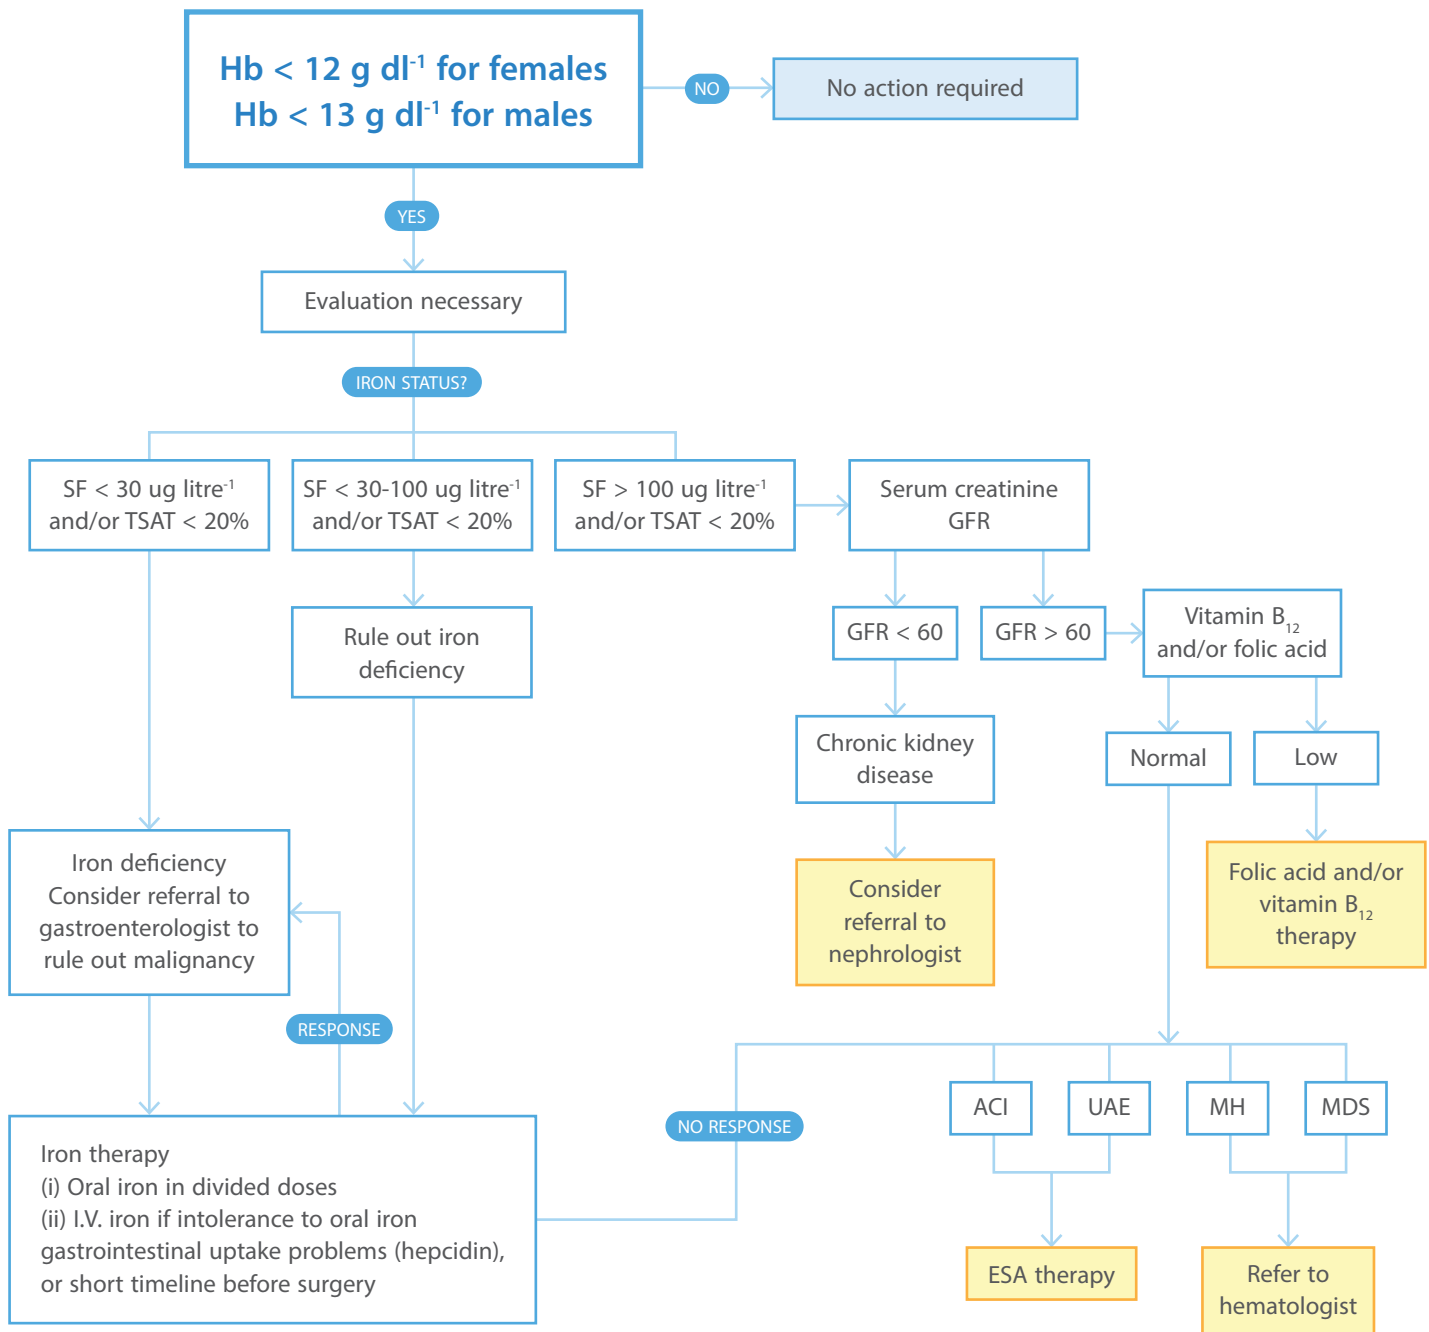 Hb < 12 g dl⁻¹ for females
Hb < 13 g dl⁻¹ for males
NO
No action required
YES
Evaluation necessary
IRON STATUS?
SF < 30 ug litre⁻¹
and/or TSAT < 20%
SF < 30-100 ug litre⁻¹
and/or TSAT < 20%
SF > 100 ug litre⁻¹
and/or TSAT < 20%
Serum creatinine
GFR
Rule out iron
deficiency
GFR < 60
GFR > 60
Vitamin B₁₂
and/or folic acid
Chronic kidney
disease
Normal
Low
Iron deficiency
Consider referral to
gastroenterologist to
rule out malignancy
Consider
referral to
nephrologist
Folic acid and/or
vitamin B₁₂
therapy
RESPONSE
NO RESPONSE
ACI
UAE
MH
MDS
Iron therapy
(i) Oral iron in divided doses
(ii) I.V. iron if intolerance to oral iron
gastrointestinal uptake problems (hepcidin),
or short timeline before surgery
ESA therapy
Refer to
hematologist